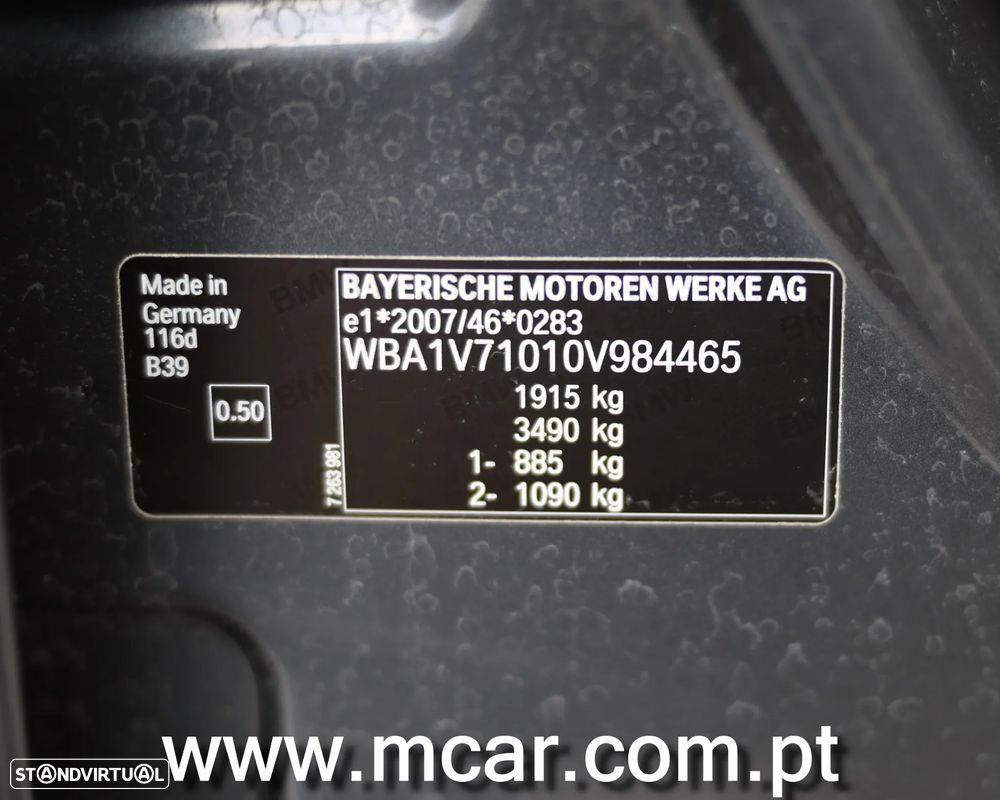 Made in
Germany
116d
B39
0.50
7 263 981
BAYERISCHE MOTOREN WERKE AG
e1*2007/46*0283
WBA1V71010V984465
1915 kg
3490 kg
1- 885 kg
2- 1090 kg
www.mcar.com.pt
STANDVIRTUAL